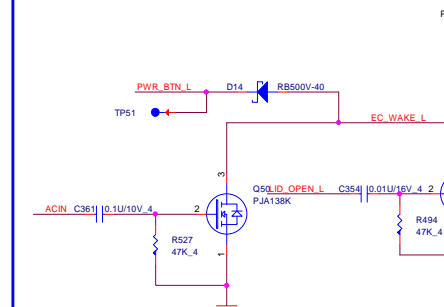 PWR_BTN_L
D14
RB500V-40
TP51
EC_WAKE_L
3
Q50
LID_OPEN_L
C354
0.01U/16V_4
2
PJA138K
ACIN
C361
0.1U/10V_4
2
R527
47K_4
R494
47K_4
1